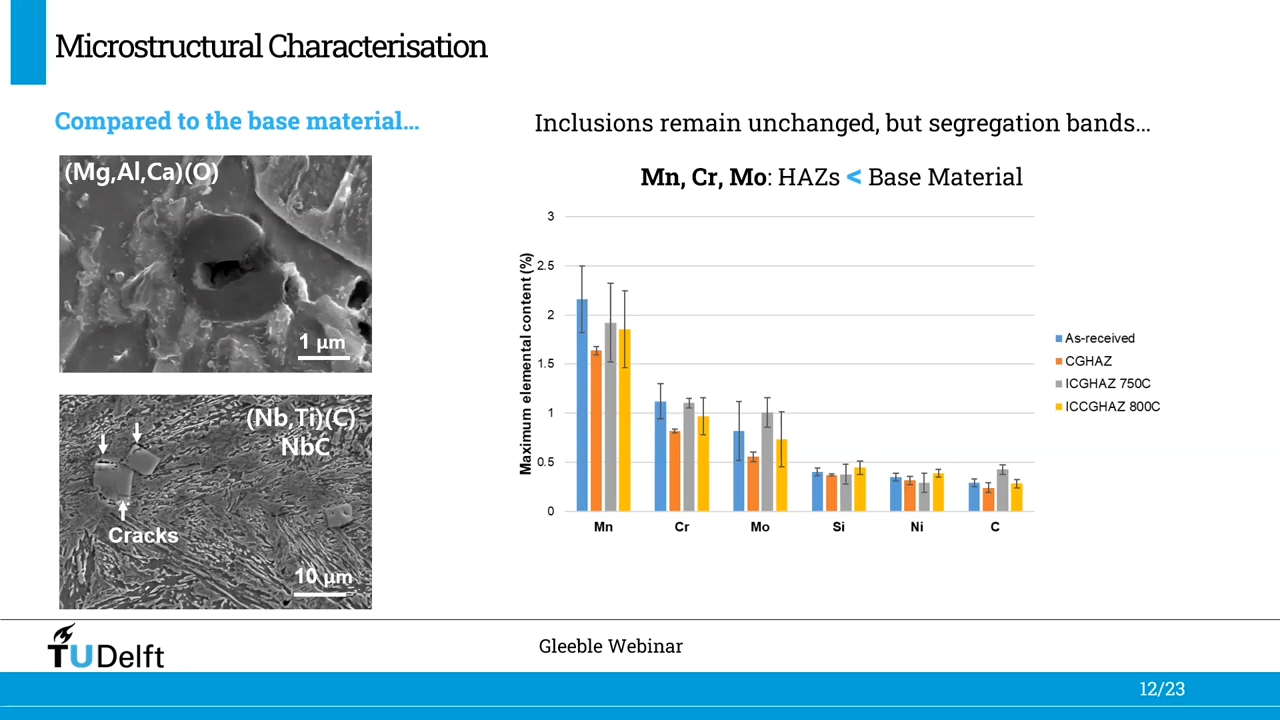 Microstructural Characterisation
Compared to the base material...
Inclusions remain unchanged, but segregation bands...
(Mg,Al,Ca)(O)
1 μm
(Nb,Ti)(C)
NbC
Cracks
10 μm
Mn, Cr, Mo: HAZs < Base Material
Maximum elemental content (%)
3
2.5
2
1.5
1
0.5
0
Mn Cr Mo Si Ni C
As-received
CGHAZ
ICGHAZ 750C
ICCGHAZ 800C
TUDelft
Gleeble Webinar
12/23